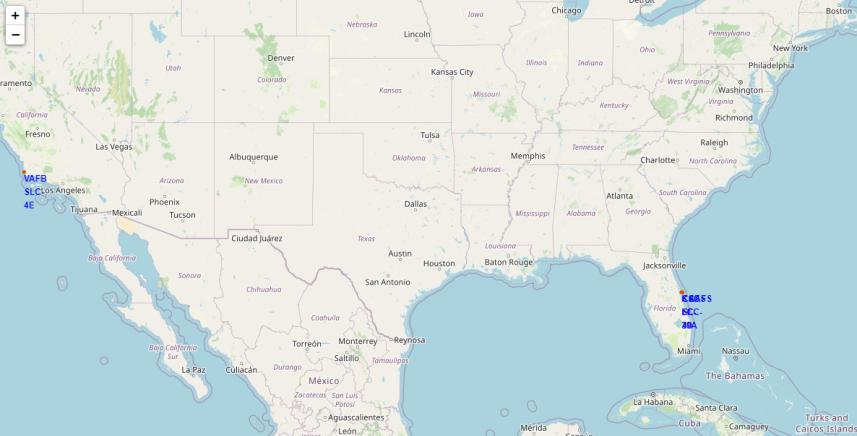 +
−
Chicago
Detroit
Boston
Iowa
Nebraska
Lincoln
Pennsylvania
New York
Ohio
Denver
Utah
Illinois
Indiana
Philadelphia
Kansas City
Colorado
West Virginia
ramento
Nevada
Kansas
Missouri
Washington
Virginia
Kentucky
California
Richmond
Fresno
Tulsa
Raleigh
Las Vegas
Tennessee
Albuquerque
Oklahoma
Memphis
Charlotte
North Carolina
Arkansas
VAFB
Arizona
New Mexico
SLC-
Los Angeles
South Carolina
Atlanta
4E
Phoenix
Dallas
Tijuana
Mexicali
Tucson
Mississippi
Alabama
Georgia
Ciudad Juárez
Texas
Louisiana
Austin
Baja California
Houston
Baton Rouge
Jacksonville
Sonora
San Antonio
Chihuahua
Florida
Coahuila
Reynosa
Torreón
Monterrey
Miami
Nassau
Baja California
Sur
Saltillo
Tamaulipas
La Paz
Culiacán
Durango
The Bahamas
México
Zacatecas
San Luis
Potosí
La Habana
Santa Clara
Aguascalientes
Turks and
Caicos Islands
León
Mérida
Cuba
Camaguey